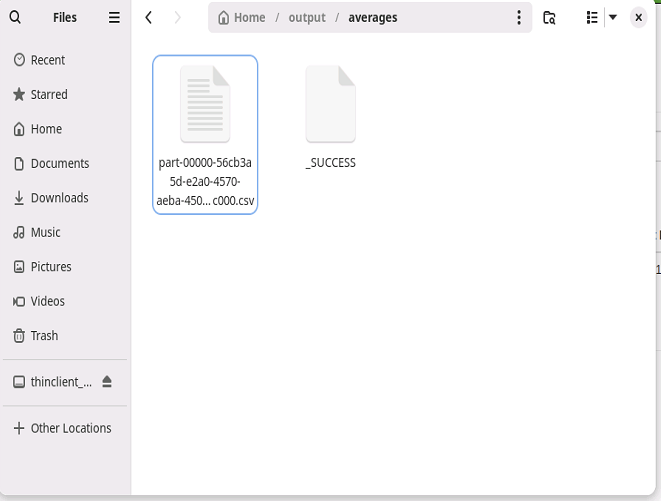 Files
Home / output / averages
Recent
Starred
Home
Documents
Downloads
Music
Pictures
Videos
Trash
thinclient_...
Other Locations
part-00000-56cb3a
5d-e2a0-4570-
aeba-450...c000.csv
_SUCCESS